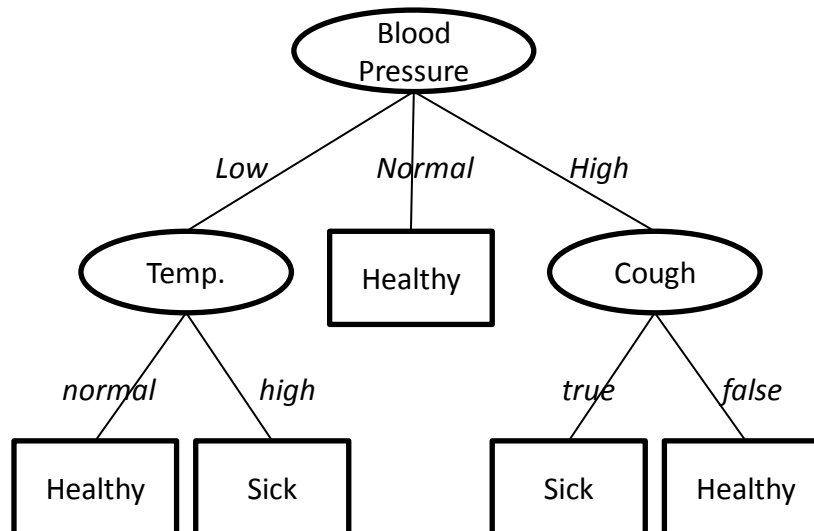 Blood
Pressure
Low Normal High
Temp. Healthy Cough
normal high true false
Healthy Sick Sick Healthy